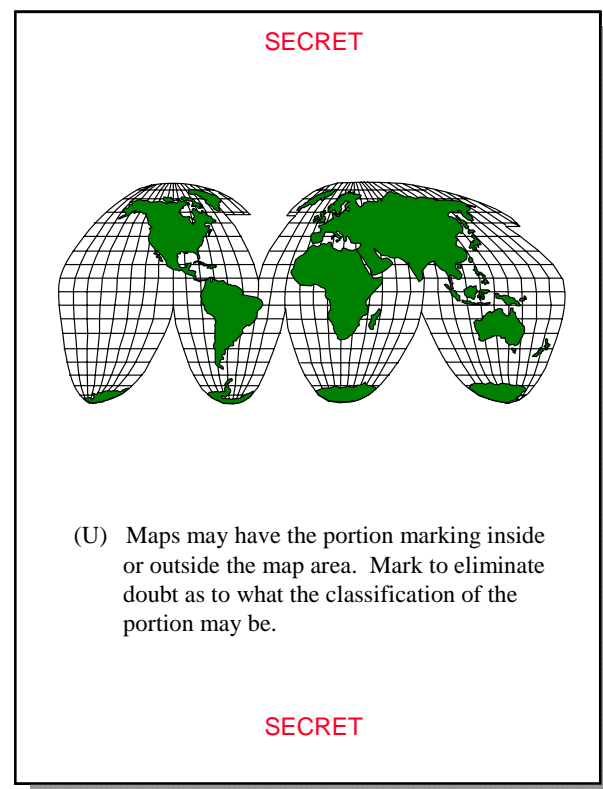 SECRET
(U) Maps may have the portion marking inside
or outside the map area. Mark to eliminate
doubt as to what the classification of the
portion may be.
SECRET